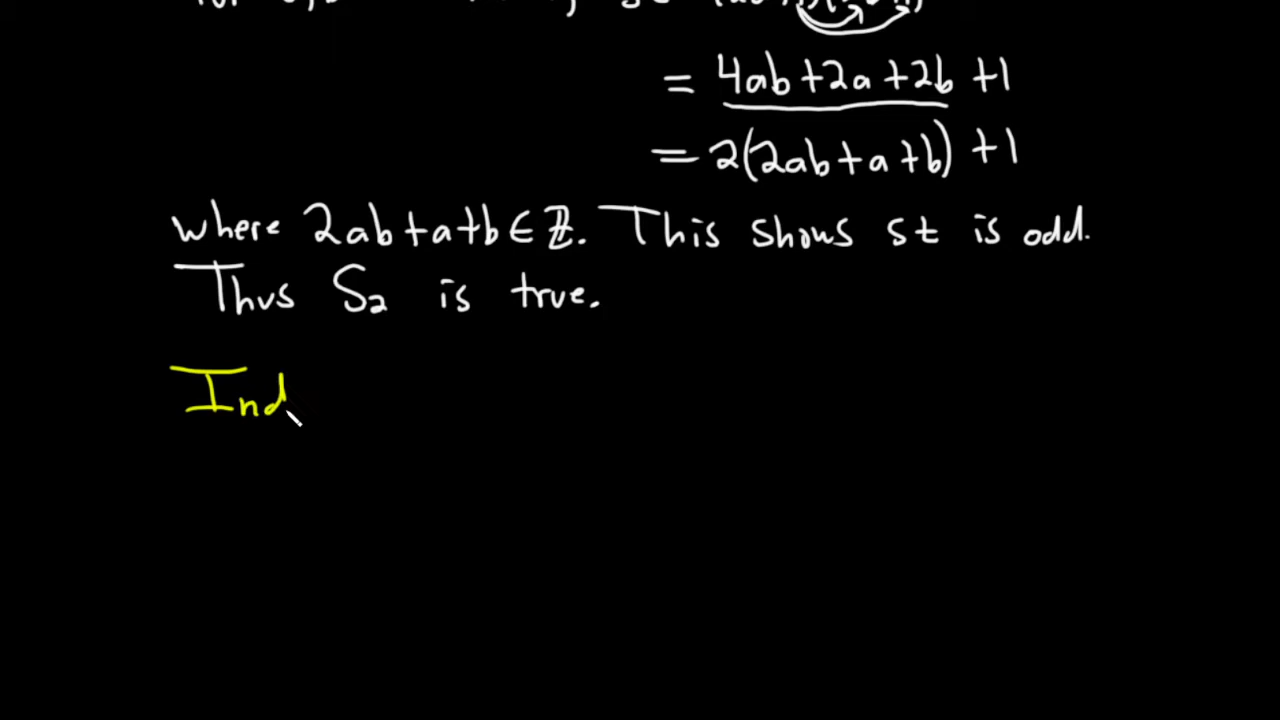 = 4ab+2a+2b+1
= 2(2ab+a+b)+1
where 2ab+a+b∈ℤ. This shows st is odd.
Thus S₂ is true.
Ind